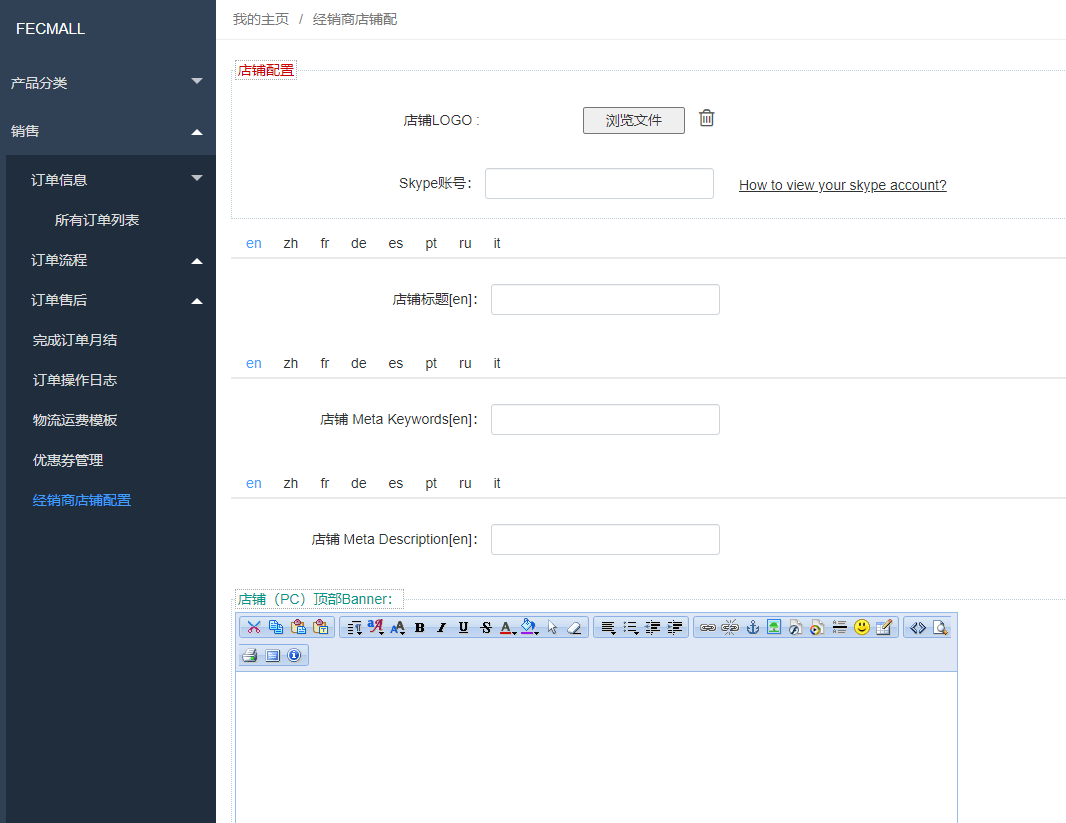 FECMALL
产品分类
销售
订单信息
所有订单列表
订单流程
订单售后
完成订单月结
订单操作日志
物流运费模板
优惠券管理
经销商店铺配置
我的主页 / 经销商店铺配
店铺配置
店铺LOGO :
浏览文件
Skype账号：
How to view your skype account?
en zh fr de es pt ru it
店铺标题[en]：
en zh fr de es pt ru it
店铺 Meta Keywords[en]：
en zh fr de es pt ru it
店铺 Meta Description[en]：
店铺（PC）顶部Banner：